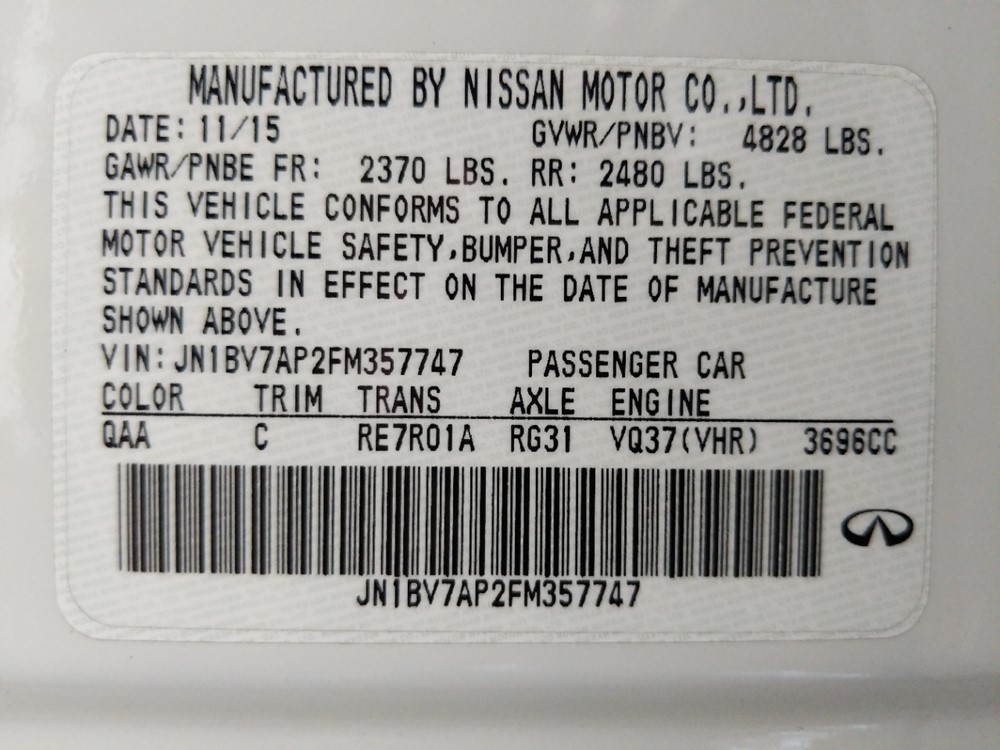 MANUFACTURED BY NISSAN MOTOR CO.,LTD.
DATE: 11/15 GVWR/PNBV: 4828 LBS.
GAWR/PNBE FR: 2370 LBS. RR: 2480 LBS.
THIS VEHICLE CONFORMS TO ALL APPLICABLE FEDERAL
MOTOR VEHICLE SAFETY,BUMPER,AND THEFT PREVENTION
STANDARDS IN EFFECT ON THE DATE OF MANUFACTURE
SHOWN ABOVE.
VIN: JN1BV7AP2FM357747 PASSENGER CAR
COLOR TRIM TRANS AXLE ENGINE
QAA C RE7R01A RG31 VQ37(VHR) 3696CC
JN1BV7AP2FM357747